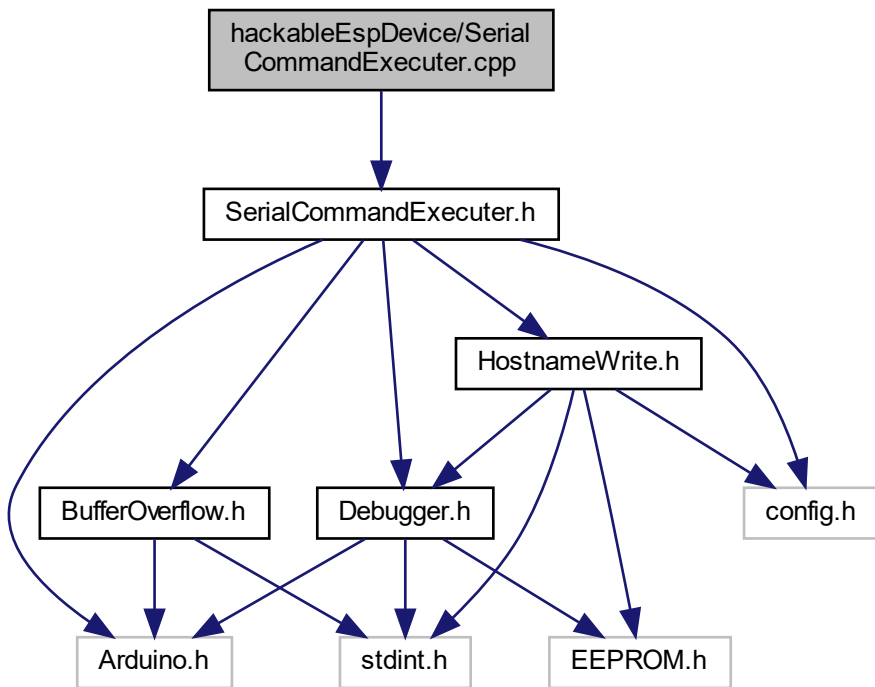 hackableEspDevice/Serial
CommandExecuter.cpp
SerialCommandExecuter.h
HostnameWrite.h
BufferOverflow.h
Debugger.h
config.h
Arduino.h
stdint.h
EEPROM.h